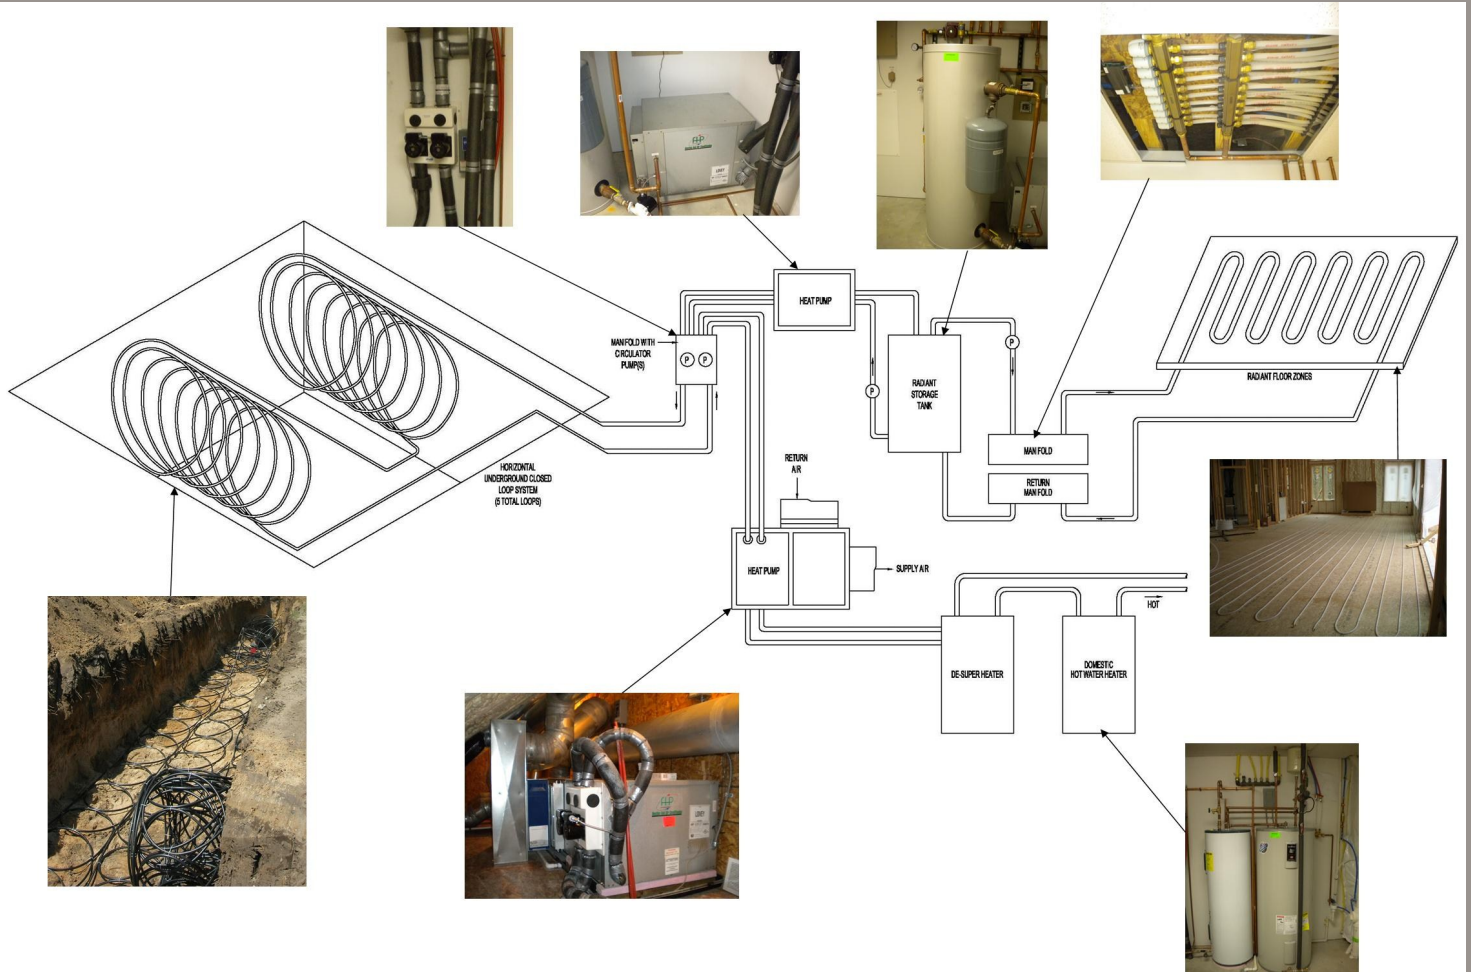 HEAT PUMP
MANIFOLD WITH
CIRCULATOR
PUMP(S)
P P
P
P
RADIANT
STORAGE
TANK
RADIANT FLOOR ZONES
MANIFOLD
RETURN
MANIFOLD
HORIZONTAL
UNDERGROUND CLOSED
LOOP SYSTEM
(5 TOTAL LOOPS)
RETURN
AIR
HEAT PUMP
SUPPLY AIR
HOT
DE-SUPER HEATER
DOMESTIC
HOT WATER HEATER